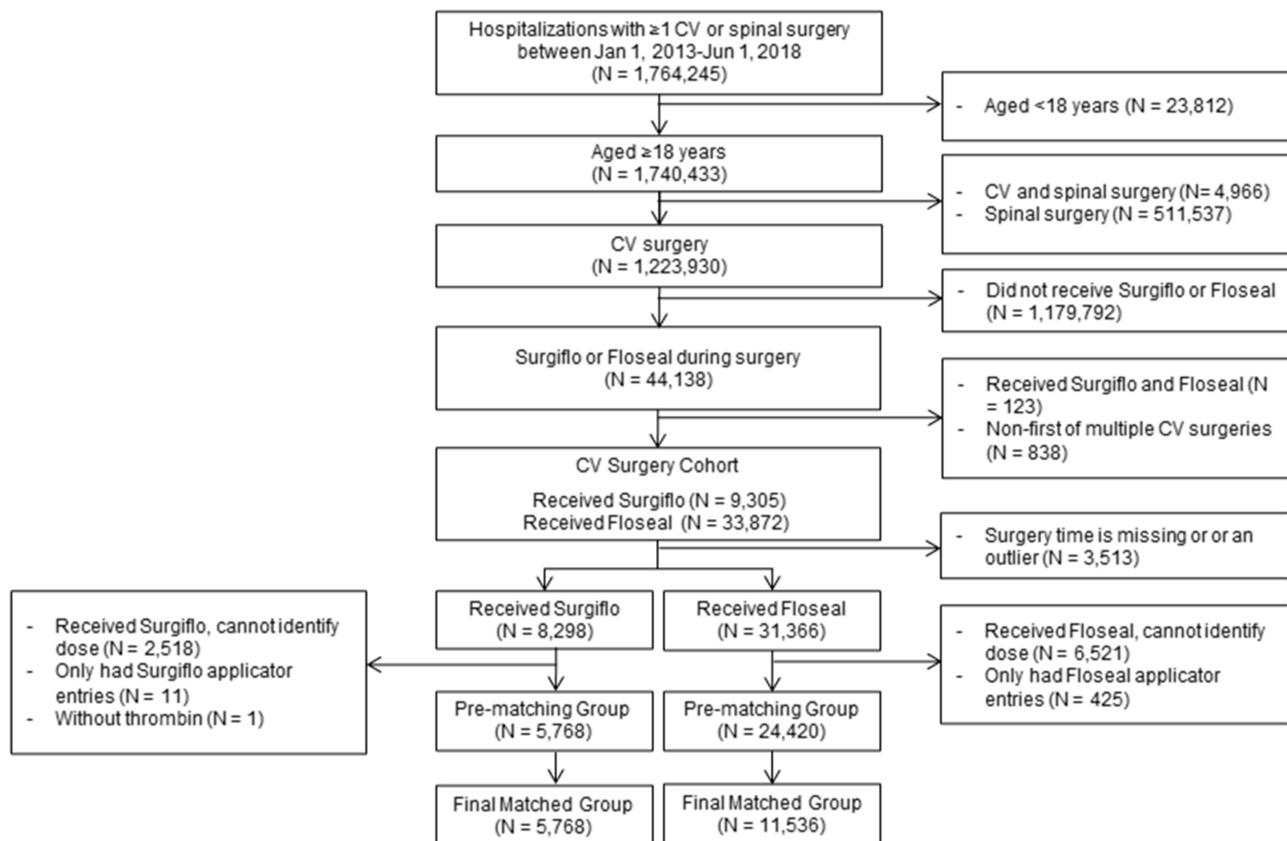 Hospitalizations with ≥1 CV or spinal surgery
between Jan 1, 2013-Jun 1, 2018
(N = 1,764,245)
- Aged <18 years (N = 23,812)
Aged ≥18 years
(N = 1,740,433)
- CV and spinal surgery (N= 4,966)
- Spinal surgery (N = 511,537)
CV surgery
(N = 1,223,930)
- Did not receive Surgiflo or Floseal
(N = 1,179,792)
Surgiflo or Floseal during surgery
(N = 44,138)
- Received Surgiflo and Floseal (N
= 123)
- Non-first of multiple CV surgeries
(N = 838)
CV Surgery Cohort
Received Surgiflo (N = 9,305)
Received Floseal (N = 33,872)
- Surgery time is missing or or an
outlier (N = 3,513)
Received Surgiflo
(N = 8,298)
Received Floseal
(N = 31,366)
- Received Surgiflo, cannot identify
dose (N = 2,518)
- Only had Surgiflo applicator
entries (N = 11)
- Without thrombin (N = 1)
- Received Floseal, cannot identify
dose (N = 6,521)
- Only had Floseal applicator
entries (N = 425)
Pre-matching Group
(N = 5,768)
Pre-matching Group
(N = 24,420)
Final Matched Group
(N = 5,768)
Final Matched Group
(N = 11,536)